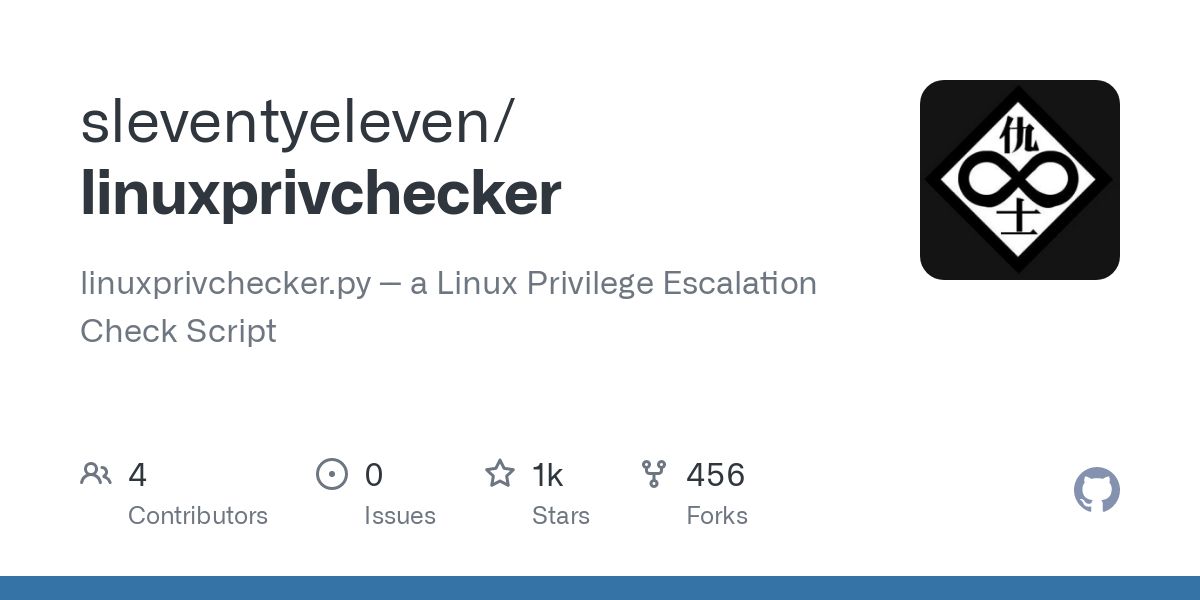 sleventyeleven/
linuxprivchecker
linuxprivchecker.py — a Linux Privilege Escalation
Check Script
仇
士
4
Contributors
0
Issues
1k
Stars
456
Forks